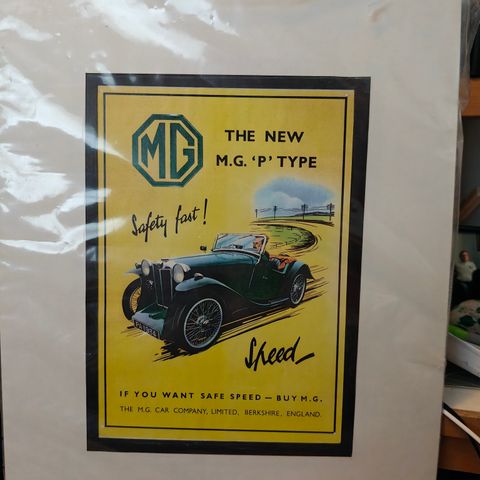 MG
THE NEW
M.G. 'P' TYPE
Safety fast!
Speed
IF YOU WANT SAFE SPEED — BUY M.G.
THE M.G. CAR COMPANY, LIMITED, BERKSHIRE, ENGLAND.